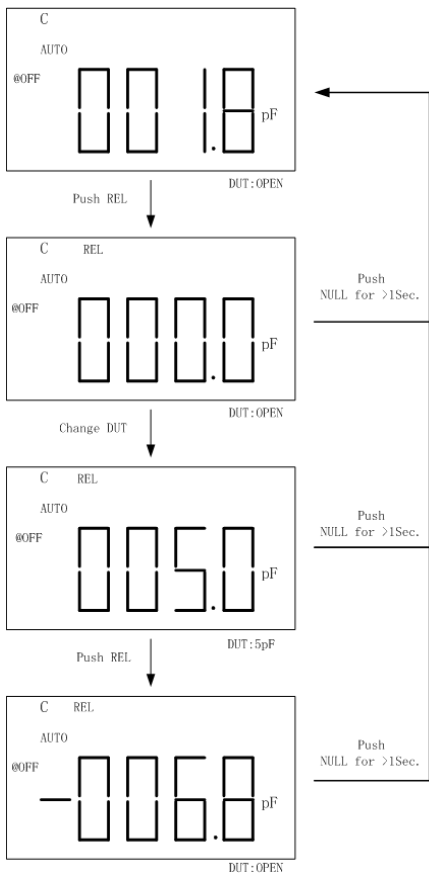 C
AUTO
@OFF
001.8 pF
DUT:OPEN
Push REL
C REL
AUTO
@OFF
000.0 pF
DUT:OPEN
Push
NULL for >1Sec.
Change DUT
C REL
AUTO
@OFF
005.0 pF
DUT:5pF
Push
NULL for >1Sec.
Push REL
C REL
AUTO
@OFF
-006.8 pF
DUT:OPEN
Push
NULL for >1Sec.